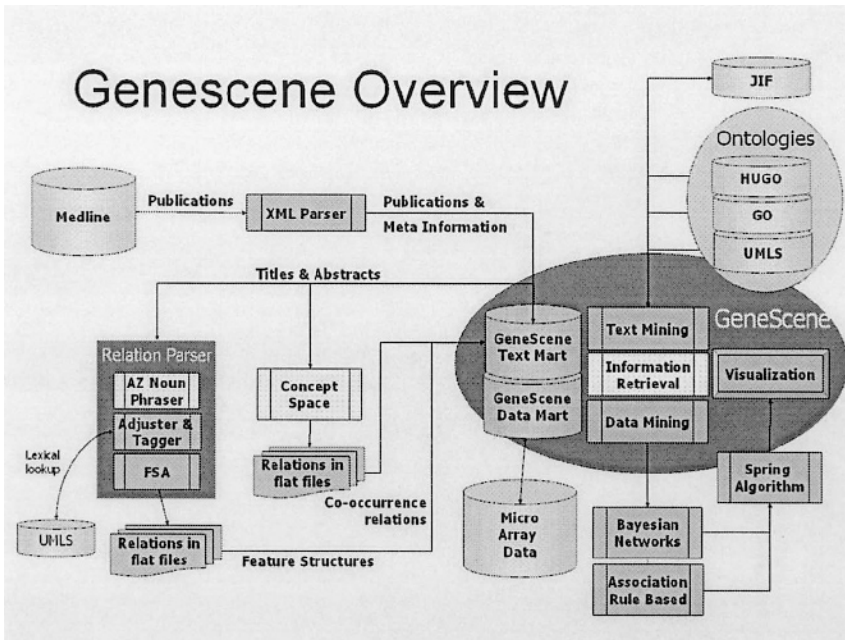 Genescene Overview
JIF
Ontologies
HUGO
GO
UMLS
Medline
Publications
XML Parser
Publications &
Meta Information
Titles & Abstracts
GeneScene
GeneScene
Text Mart
GeneScene
Data Mart
Text Mining
Information
Retrieval
Data Mining
Visualization
Relation Parser
AZ Noun
Phraser
Adjuster &
Tagger
FSA
Lexical
lookup
UMLS
Concept
Space
Relations in
flat files
Co-occurrence
relations
Relations in
flat files
Feature Structures
Micro
Array
Data
Spring
Algorithm
Bayesian
Networks
Association
Rule Based